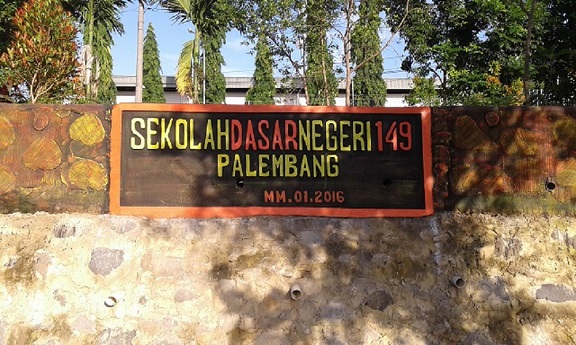 SEKOLAH DASAR NEGERI 149
PALEMBANG
MM.01.2016